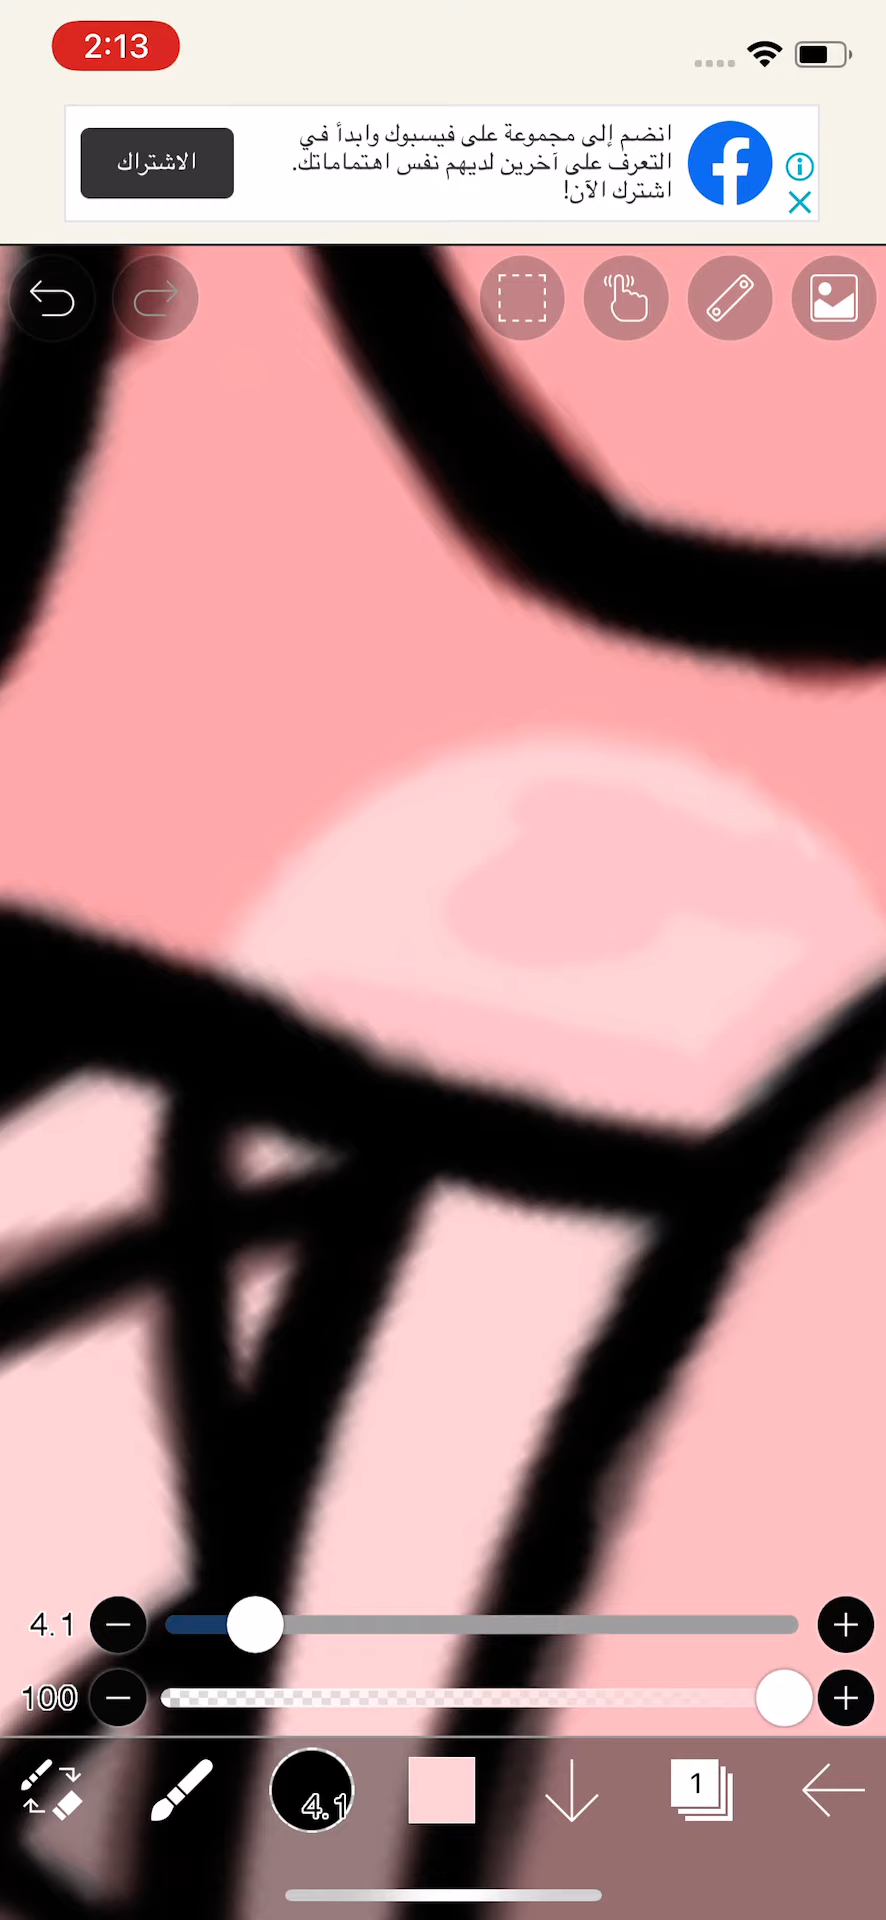 2:13
انضم إلى مجموعة على فيسبوك وابدأ في
التعرف على آخرين لديهم نفس اهتماماتك.
اشترك الآن!
الاشتراك
4.1
100
4.1
1